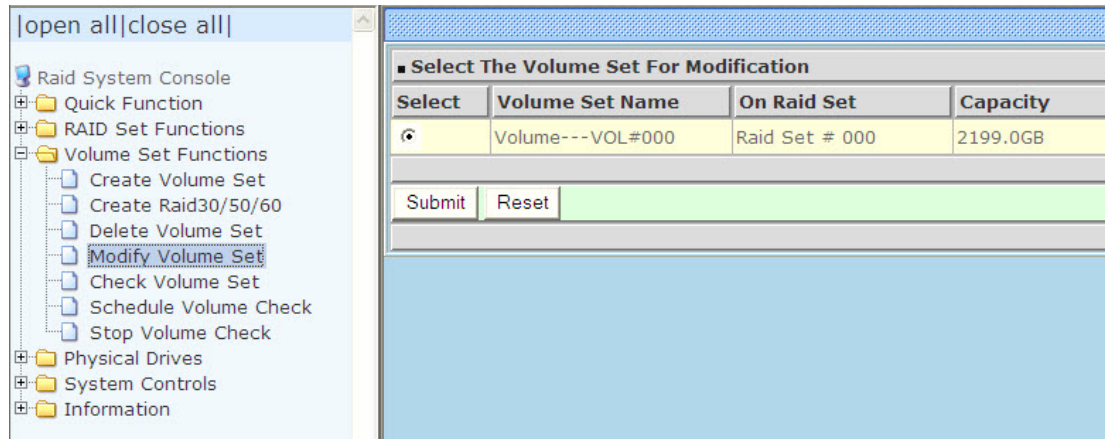 |open all|close all|
Raid System Console
Quick Function
RAID Set Functions
Volume Set Functions
Create Volume Set
Create Raid30/50/60
Delete Volume Set
Modify Volume Set
Check Volume Set
Schedule Volume Check
Stop Volume Check
Physical Drives
System Controls
Information
Select The Volume Set For Modification
Select Volume Set Name On Raid Set Capacity
Volume---VOL#000 Raid Set # 000 2199.0GB
Submit Reset